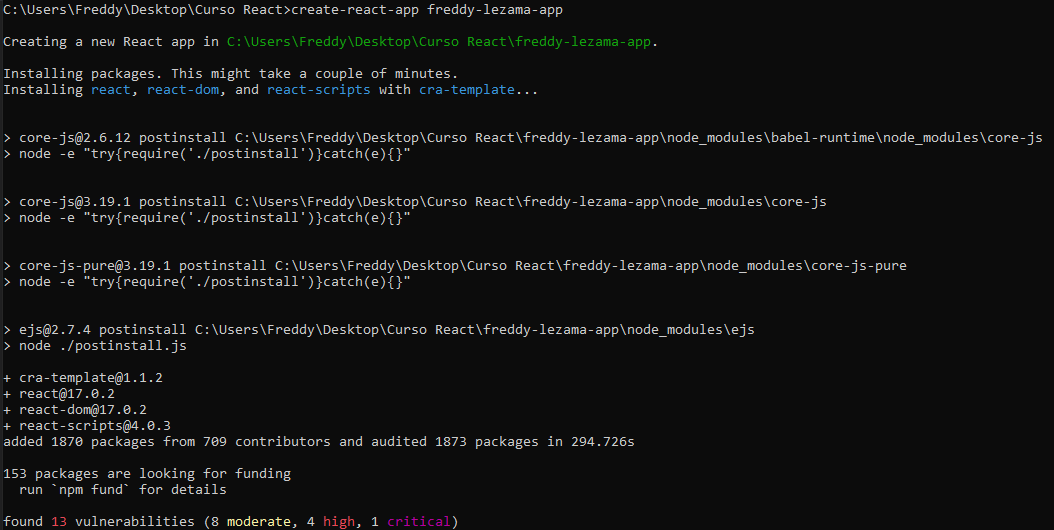 C:\Users\Freddy\Desktop\Curso React>create-react-app freddy-lezama-app
Creating a new React app in C:\Users\Freddy\Desktop\Curso React\freddy-lezama-app.
Installing packages. This might take a couple of minutes.
Installing react, react-dom, and react-scripts with cra-template...
> core-js@2.6.12 postinstall C:\Users\Freddy\Desktop\Curso React\freddy-lezama-app\node_modules\babel-runtime\node_modules\core-js
> node -e "try{require('./postinstall')}catch(e){}"
> core-js@3.19.1 postinstall C:\Users\Freddy\Desktop\Curso React\freddy-lezama-app\node_modules\core-js
> node -e "try{require('./postinstall')}catch(e){}"
> core-js-pure@3.19.1 postinstall C:\Users\Freddy\Desktop\Curso React\freddy-lezama-app\node_modules\core-js-pure
> node -e "try{require('./postinstall')}catch(e){}"
> ejs@2.7.4 postinstall C:\Users\Freddy\Desktop\Curso React\freddy-lezama-app\node_modules\ejs
> node ./postinstall.js
+ cra-template@1.1.2
+ react@17.0.2
+ react-dom@17.0.2
+ react-scripts@4.0.3
added 1870 packages from 709 contributors and audited 1873 packages in 294.726s
153 packages are looking for funding
  run `npm fund` for details
found 13 vulnerabilities (8 moderate, 4 high, 1 critical)